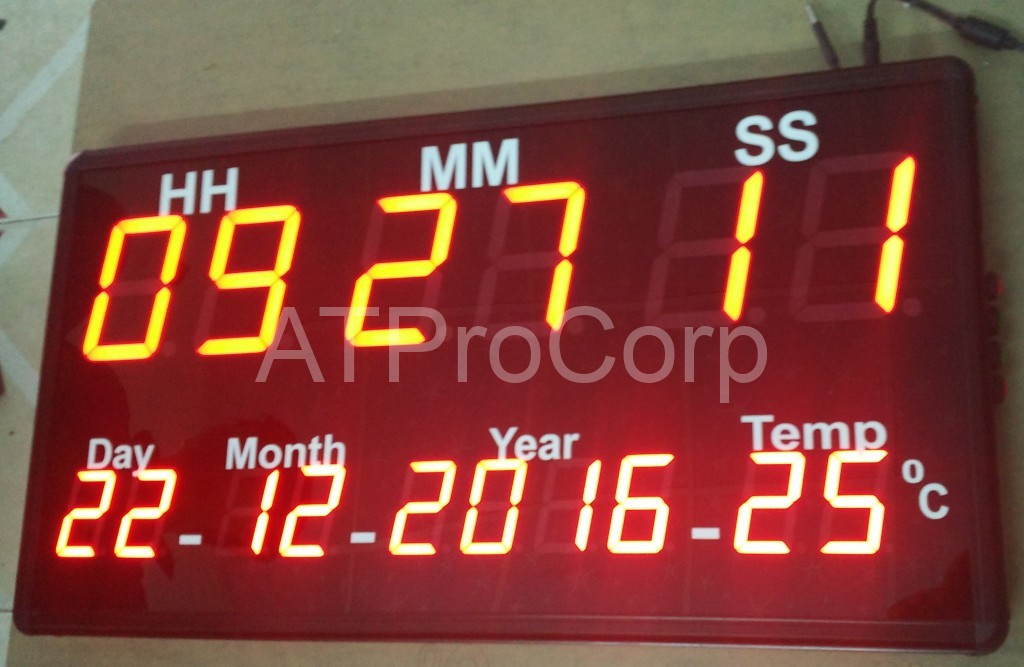 HH MM SS
09 27 11
ATProCorp
Day Month Year Temp
22-12-2016-25 °C